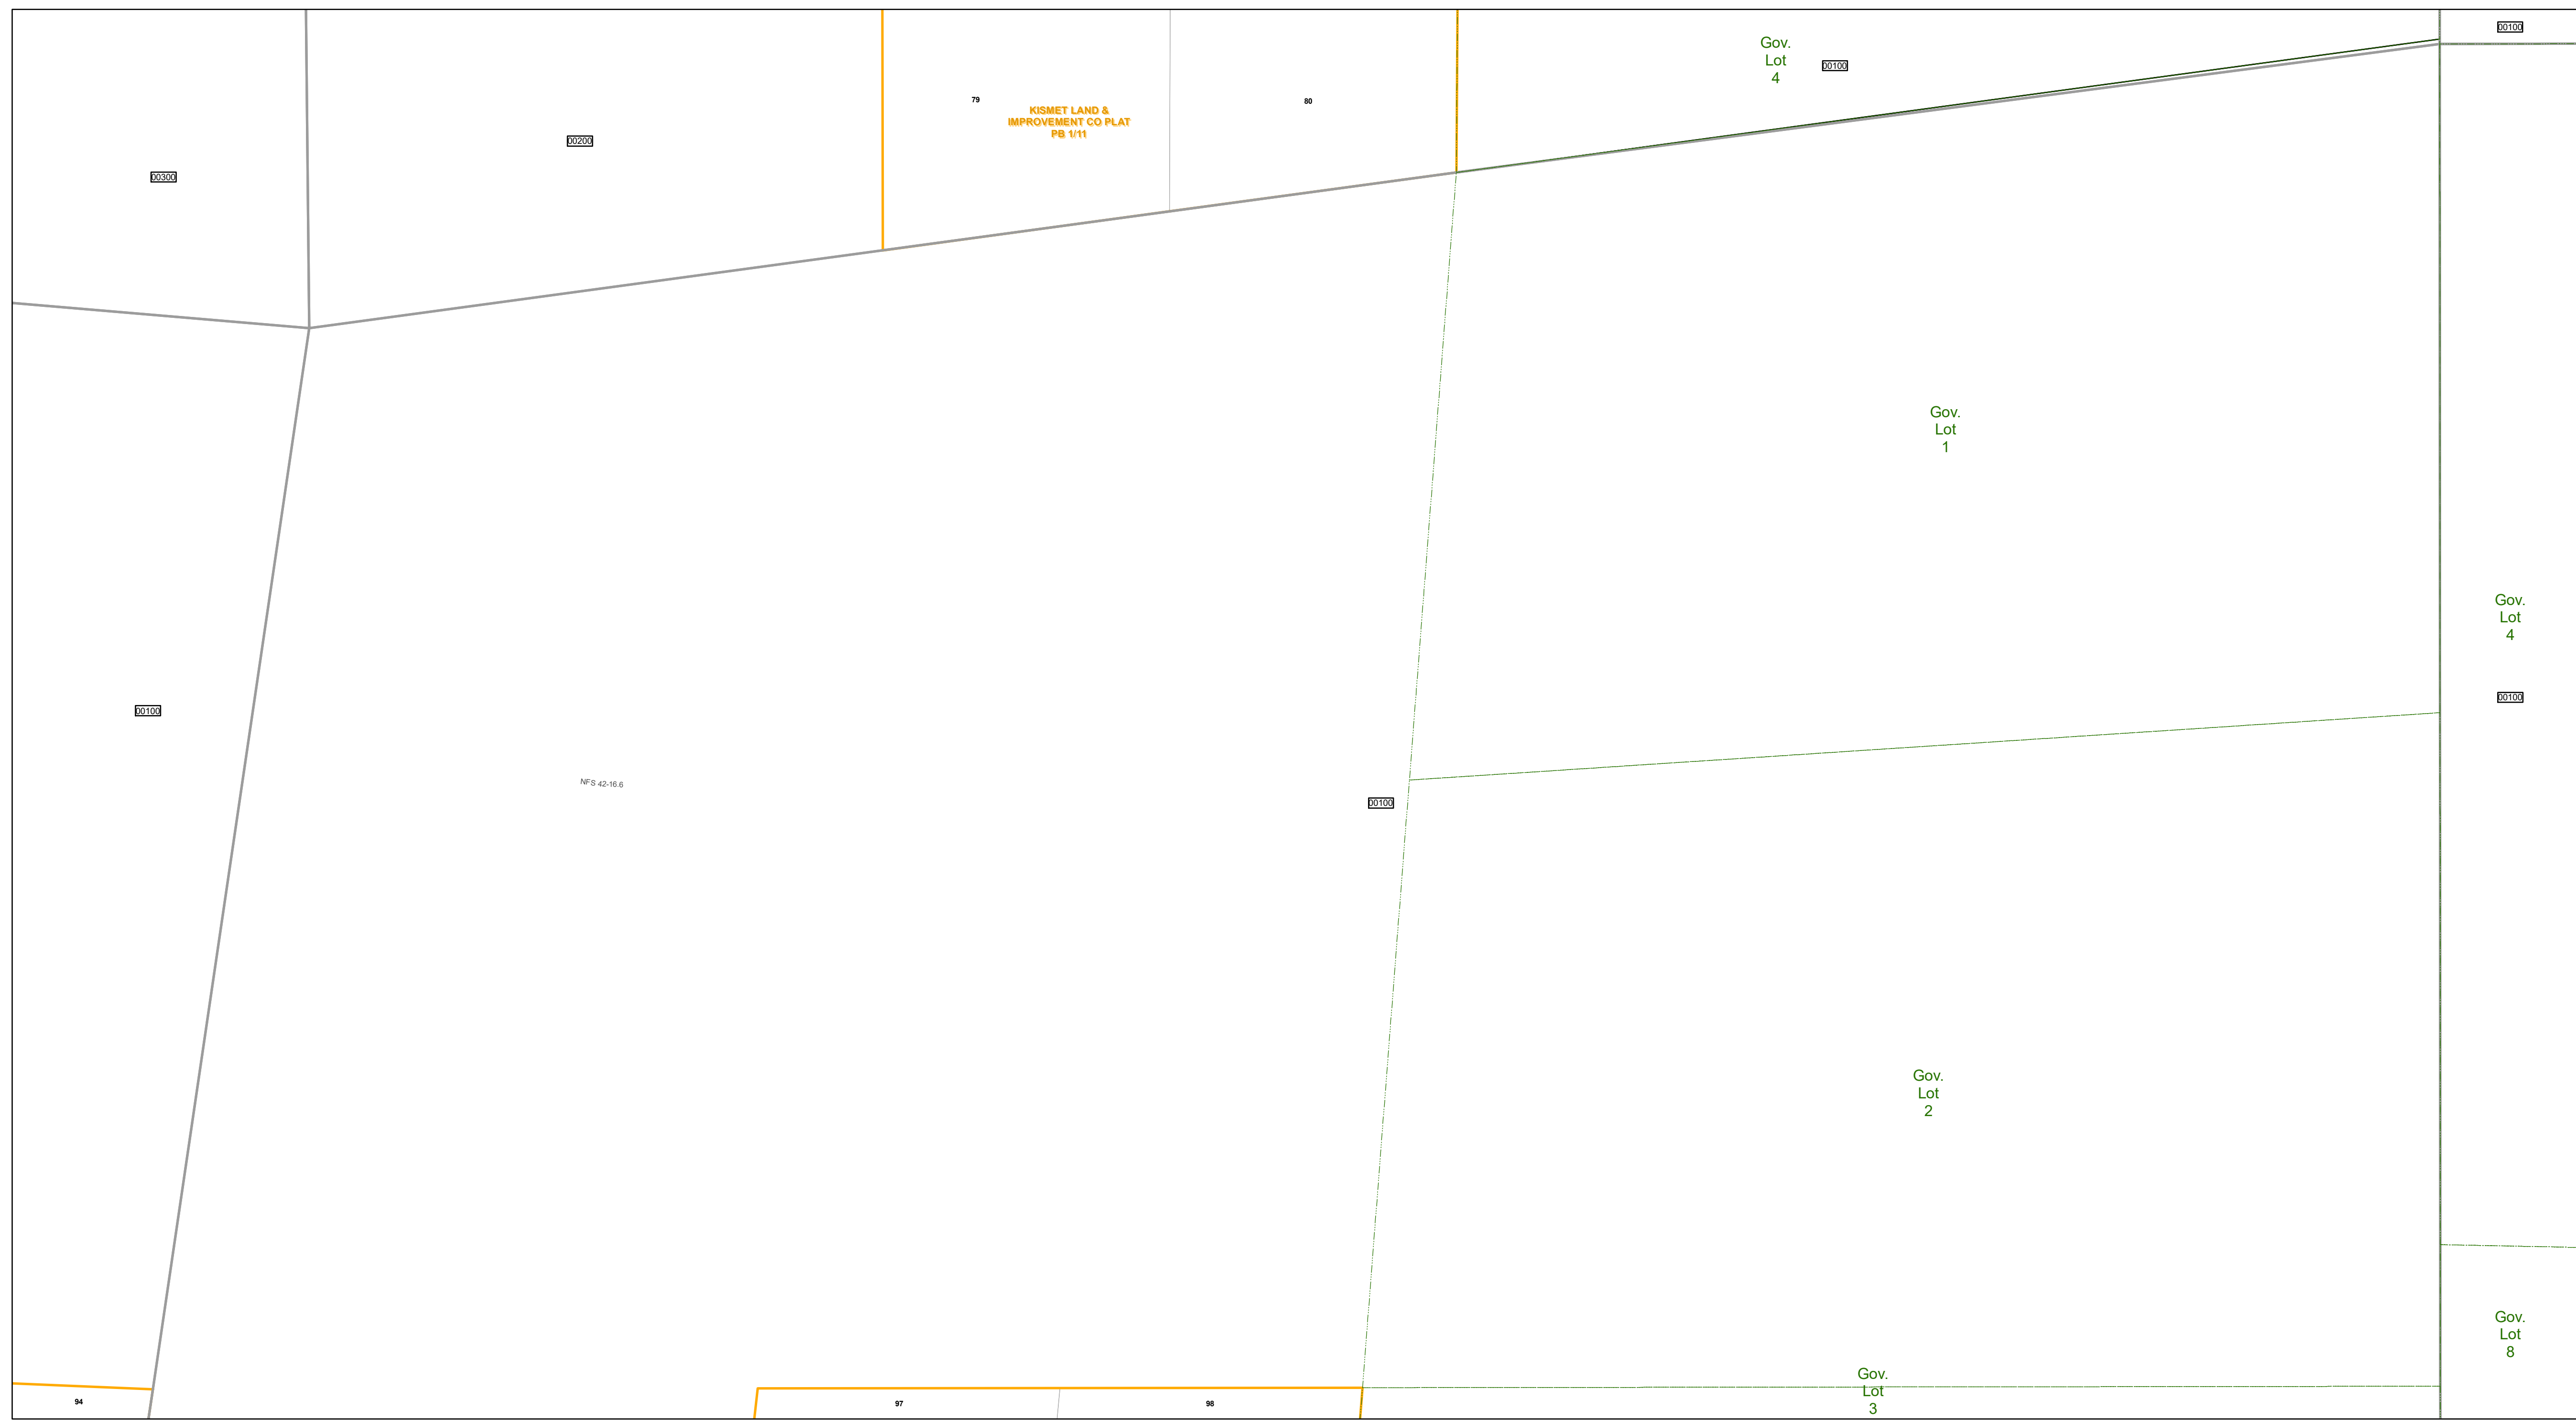 Gov.
Lot
4
00100
00100
79
KISMET LAND &
IMPROVEMENT CO PLAT
PB 1/11
80
00200
00300
Gov.
Lot
1
Gov.
Lot
4
00100
00100
NFS 42-16.6
00100
Gov.
Lot
2
Gov.
Lot
8
Gov.
Lot
3
94
97
98